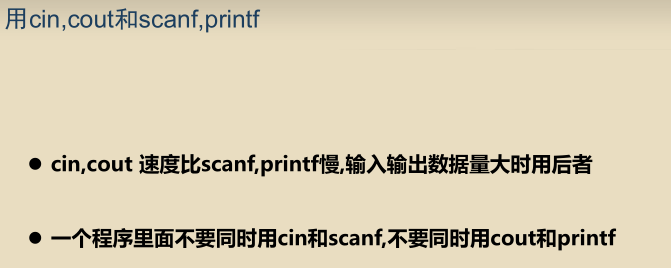 用cin,cout和scanf,printf
● cin,cout 速度比scanf,printf慢,输入输出数据量大时用后者
● 一个程序里面不要同时用cin和scanf,不要同时用cout和printf